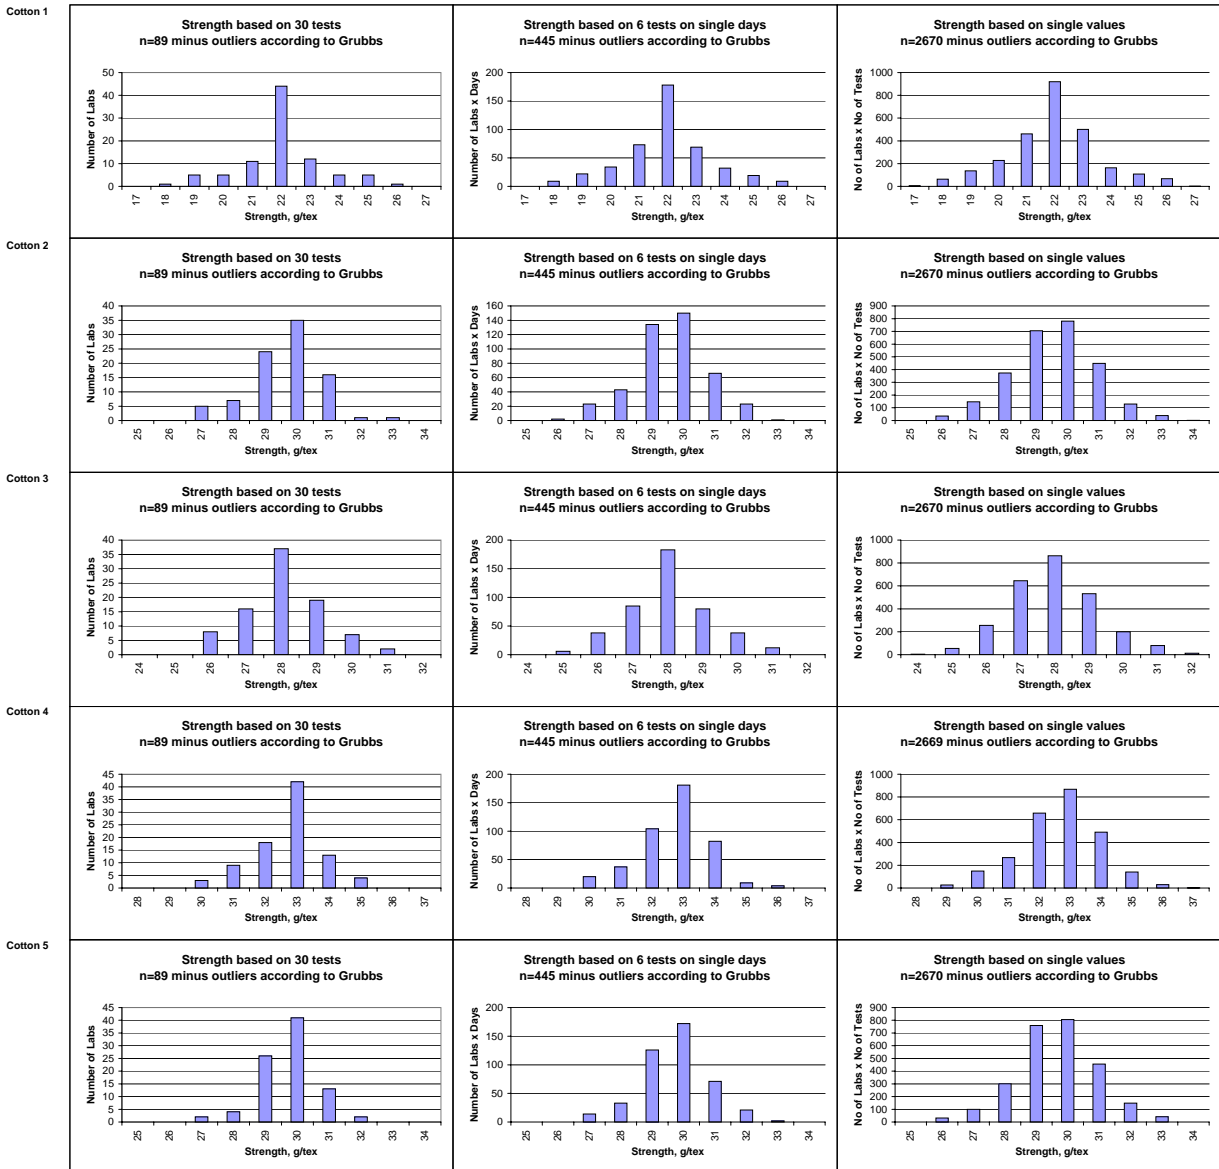 Cotton 1
Strength based on 30 tests
n=89 minus outliers according to Grubbs
Number of Labs
50
40
30
20
10
0
17 18 19 20 21 22 23 24 25 26 27
Strength, g/tex
Strength based on 6 tests on single days
n=445 minus outliers according to Grubbs
Number of Labs x Days
200
150
100
50
0
17 18 19 20 21 22 23 24 25 26 27
Strength, g/tex
Strength based on single values
n=2670 minus outliers according to Grubbs
No of Labs x No of Tests
1000
800
600
400
200
0
17 18 19 20 21 22 23 24 25 26 27
Strength, g/tex
Cotton 2
Strength based on 30 tests
n=89 minus outliers according to Grubbs
Number of Labs
40
35
30
25
20
15
10
5
0
25 26 27 28 29 30 31 32 33 34
Strength, g/tex
Strength based on 6 tests on single days
n=445 minus outliers according to Grubbs
Number of Labs x Days
160
140
120
100
80
60
40
20
0
25 26 27 28 29 30 31 32 33 34
Strength, g/tex
Strength based on single values
n=2670 minus outliers according to Grubbs
No of Labs x No of Tests
900
800
700
600
500
400
300
200
100
0
25 26 27 28 29 30 31 32 33 34
Strength, g/tex
Cotton 3
Strength based on 30 tests
n=89 minus outliers according to Grubbs
Number of Labs
40
35
30
25
20
15
10
5
0
24 25 26 27 28 29 30 31 32
Strength, g/tex
Strength based on 6 tests on single days
n=445 minus outliers according to Grubbs
Number of Labs x Days
200
150
100
50
0
24 25 26 27 28 29 30 31 32
Strength, g/tex
Strength based on single values
n=2670 minus outliers according to Grubbs
No of Labs x No of Tests
1000
800
600
400
200
0
24 25 26 27 28 29 30 31 32
Strength, g/tex
Cotton 4
Strength based on 30 tests
n=89 minus outliers according to Grubbs
Number of Labs
45
40
35
30
25
20
15
10
5
0
28 29 30 31 32 33 34 35 36 37
Strength, g/tex
Strength based on 6 tests on single days
n=445 minus outliers according to Grubbs
Number of Labs x Days
200
150
100
50
0
28 29 30 31 32 33 34 35 36 37
Strength, g/tex
Strength based on single values
n=2669 minus outliers according to Grubbs
No of Labs x No of Tests
1000
800
600
400
200
0
28 29 30 31 32 33 34 35 36 37
Strength, g/tex
Cotton 5
Strength based on 30 tests
n=89 minus outliers according to Grubbs
Number of Labs
45
40
35
30
25
20
15
10
5
0
25 26 27 28 29 30 31 32 33 34
Strength, g/tex
Strength based on 6 tests on single days
n=445 minus outliers according to Grubbs
Number of Labs x Days
200
150
100
50
0
25 26 27 28 29 30 31 32 33 34
Strength, g/tex
Strength based on single values
n=2670 minus outliers according to Grubbs
No of Labs x No of Tests
900
800
700
600
500
400
300
200
100
0
25 26 27 28 29 30 31 32 33 34
Strength, g/tex